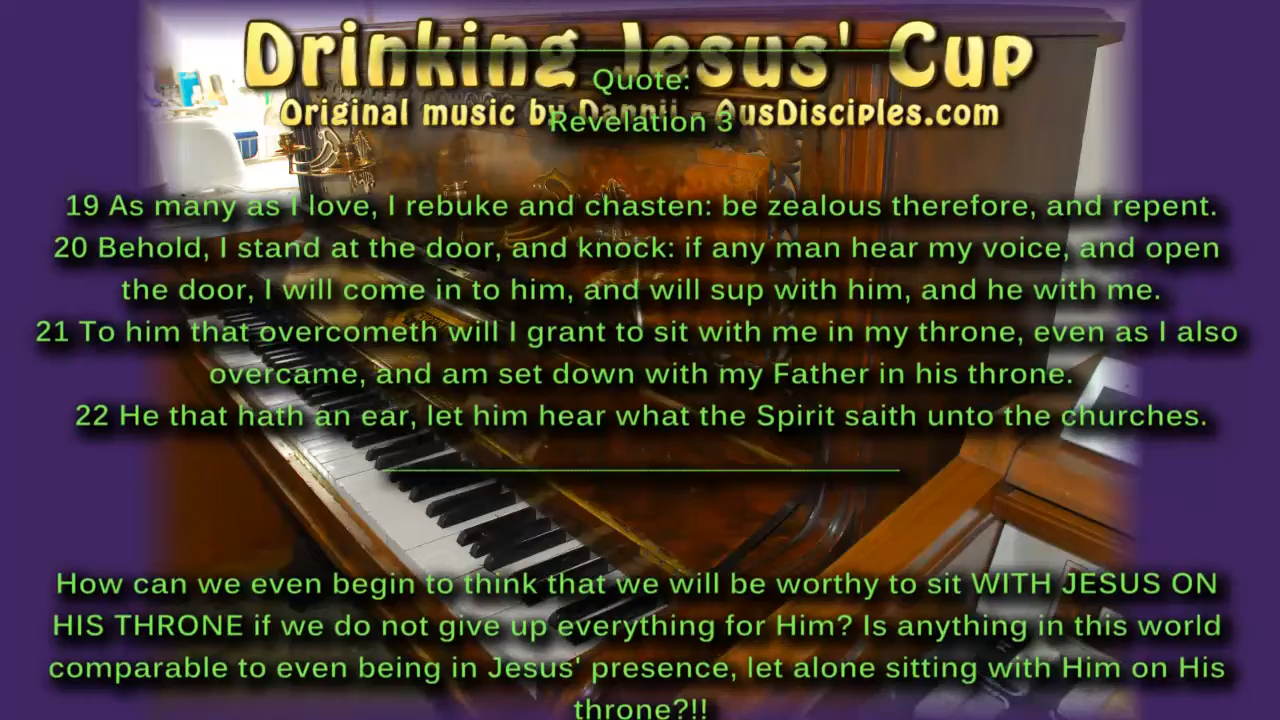 Drinking Jesus' Cup
Quote:
Original music by Dannii - AusDisciples.com
Revelation 3
19 As many as I love, I rebuke and chasten: be zealous therefore, and repent.
20 Behold, I stand at the door, and knock: if any man hear my voice, and open
the door, I will come in to him, and will sup with him, and he with me.
21 To him that overcometh will I grant to sit with me in my throne, even as I also
overcame, and am set down with my Father in his throne.
22 He that hath an ear, let him hear what the Spirit saith unto the churches.
How can we even begin to think that we will be worthy to sit WITH JESUS ON
HIS THRONE if we do not give up everything for Him? Is anything in this world
comparable to even being in Jesus' presence, let alone sitting with Him on His
throne?!!